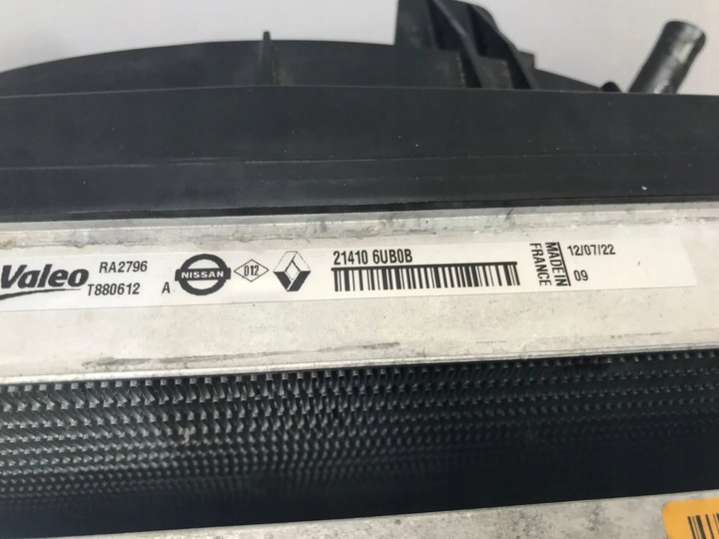 Valeo
RA2796
T880612
A
NISSAN
D12
21410 6UB0B
MADE IN
FRANCE
12/07/22
09